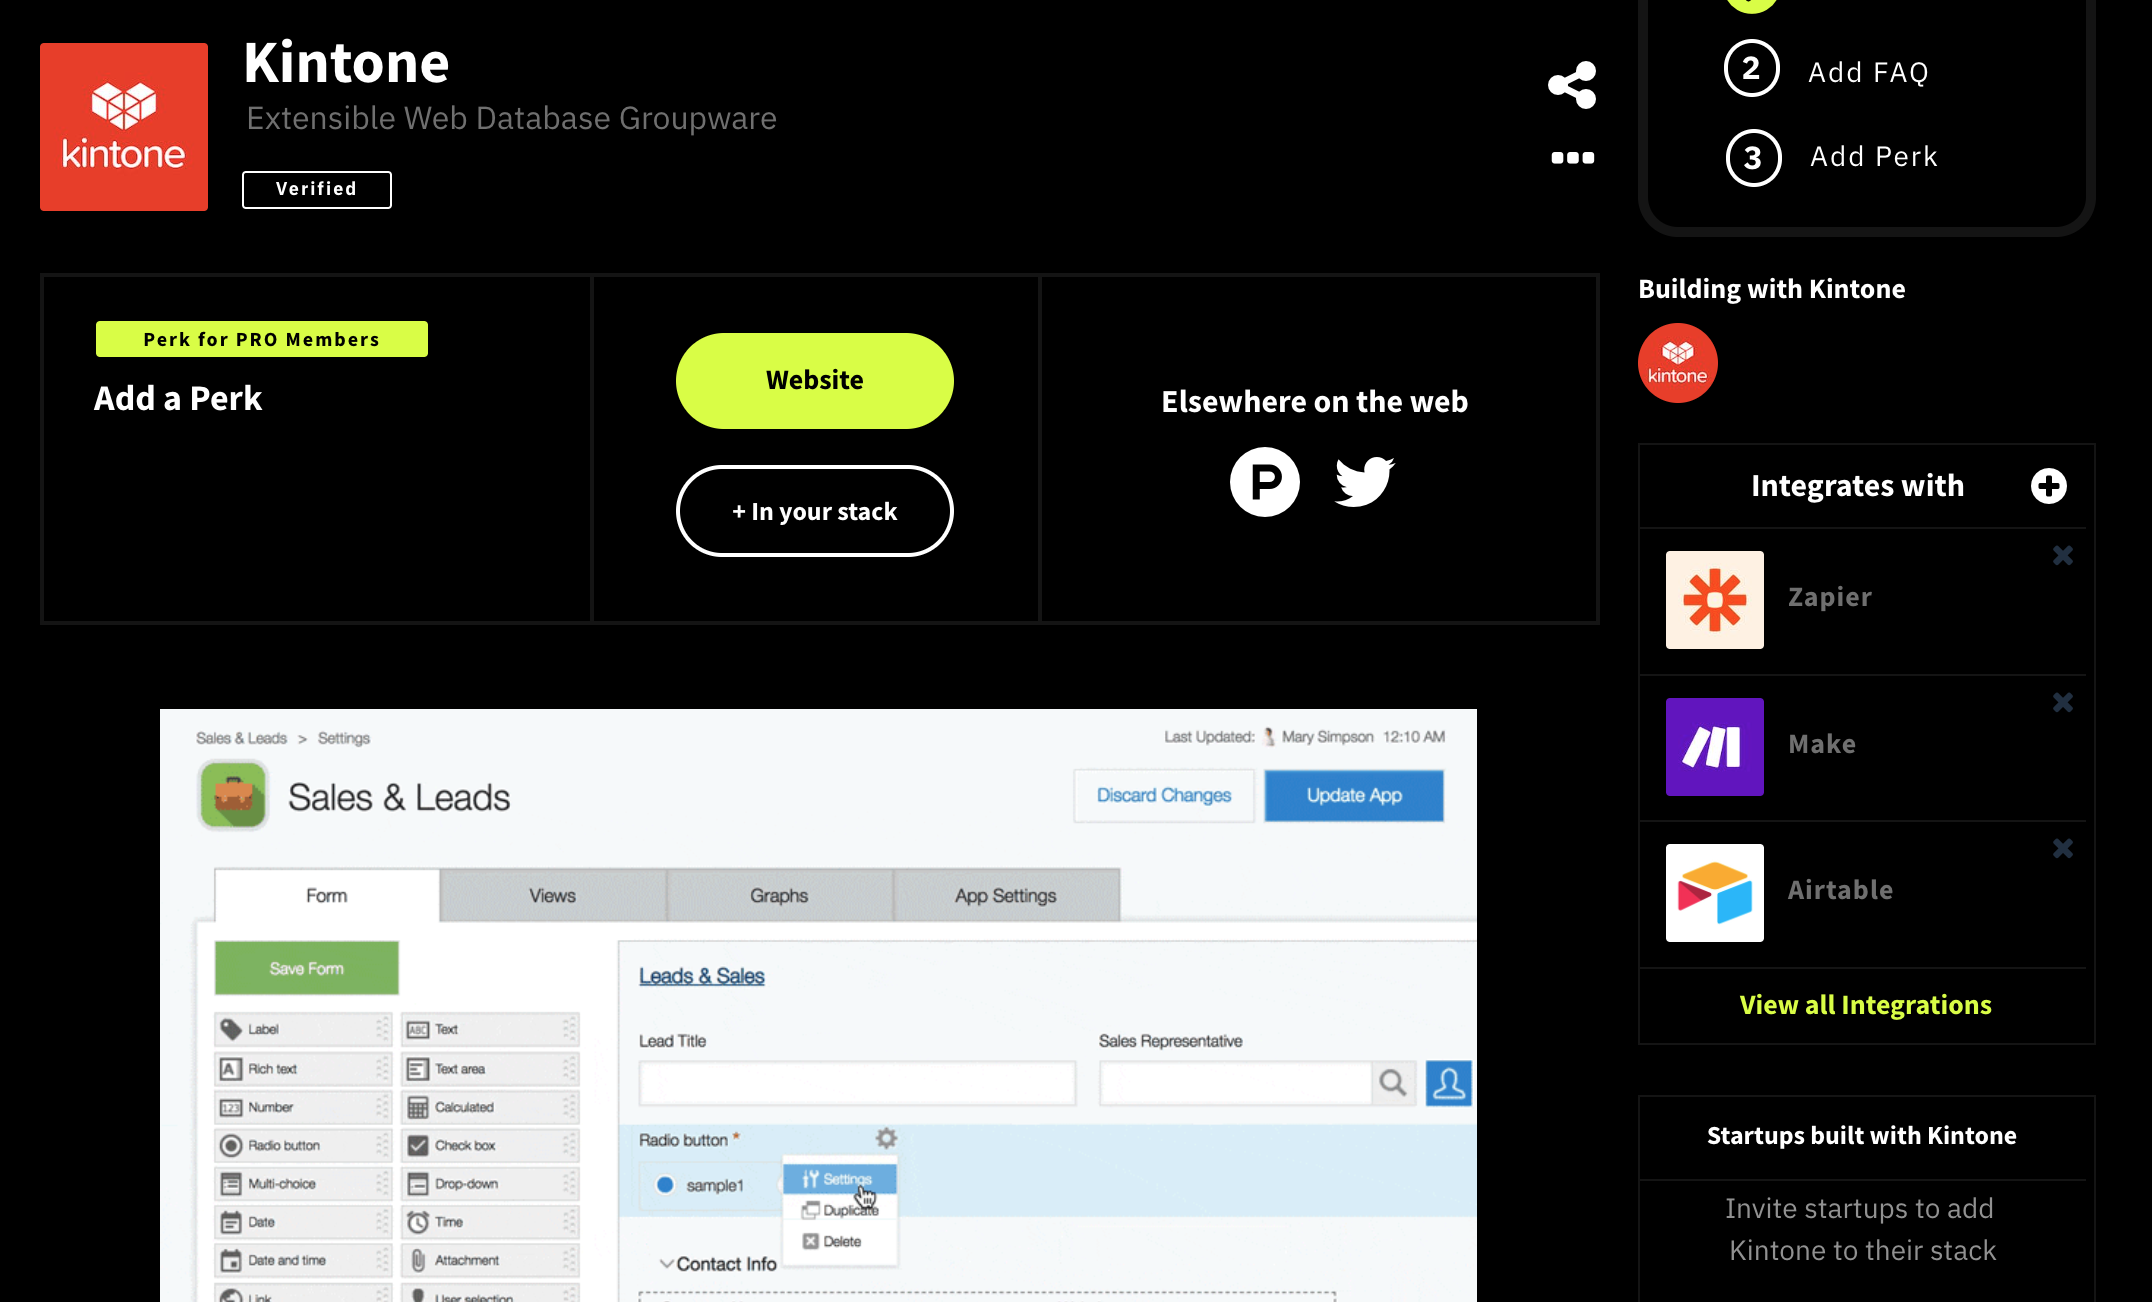 Kintone
Extensible Web Database Groupware
Verified
kintone
2 Add FAQ
3 Add Perk
Perk for PRO Members
Add a Perk
Website
+ In your stack
Elsewhere on the web
P
Building with Kintone
kintone
Integrates with
Zapier
Make
Airtable
View all Integrations
Startups built with Kintone
Invite startups to add
Kintone to their stack
Sales & Leads > Settings
Last Updated: Mary Simpson 12:10 AM
Sales & Leads
Discard Changes
Update App
Form
Views
Graphs
App Settings
Save Form
Label
ABC Text
A Rich text
Text area
123 Number
Calculated
Radio button
Check box
Multi-choice
Drop-down
Date
Time
Date and time
Attachment
Link
User selection
Leads & Sales
Lead Title
Sales Representative
Radio button *
sample1
Settings
Duplicate
Delete
Contact Info